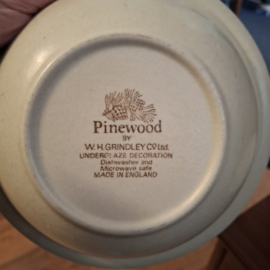 Pinewood
BY
W.H.GRINDLEY CO Ltd.
UNDERGLAZE DECORATION
Dishwasher and
Microwave safe
MADE IN ENGLAND